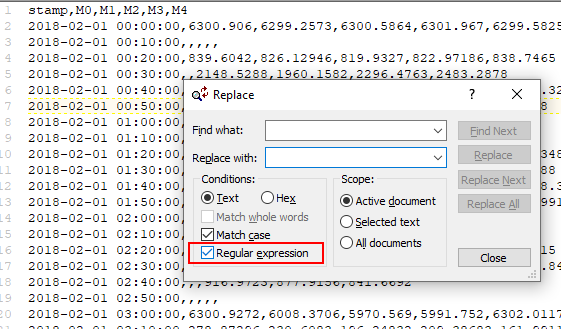 1 stamp,M0,M1,M2,M3,M4
2 2018-02-01 00:00:00,6300.906,6299.2573,6300.5864,6301.967,6299.5825
3 2018-02-01 00:10:00,,,,,
4 2018-02-01 00:20:00,839.6042,826.12946,819.9327,822.97186,838.7465
5 2018-02-01 00:30:00,,2148.5288,1960.1582,2296.4763,2483.2878
6 2018-02-01 00:40:00,
7 2018-02-01 00:50:00,
8 2018-02-01 01:00:00,
9 2018-02-01 01:10:00,
10 2018-02-01 01:20:00,
11 2018-02-01 01:30:00,
12 2018-02-01 01:40:00,
13 2018-02-01 01:50:00,
14 2018-02-01 02:00:00,
15 2018-02-01 02:10:00,
16 2018-02-01 02:20:00,
17 2018-02-01 02:30:00,
18 2018-02-01 02:40:00,,,916.9723,877.9156,841.6692
19 2018-02-01 02:50:00,,,,,
20 2018-02-01 03:00:00,6300.9272,6008.3706,5970.569,5991.752,6302.0117
Replace
Find what:
Find Next
Replace with:
Replace
Conditions:
Scope:
Replace Next
Text
Hex
Active document
Replace All
Match whole words
Selected text
Match case
All documents
Regular expression
Close